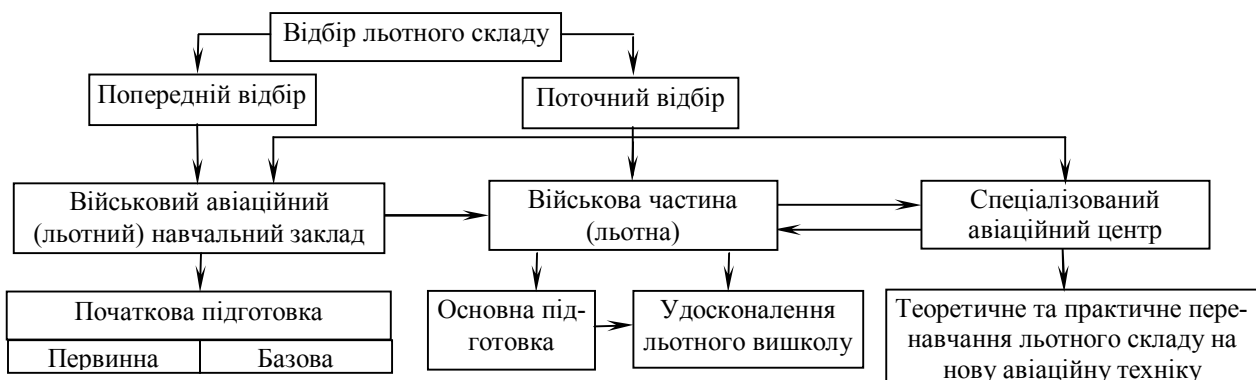 Відбір льотного складу
Попередній відбір
Поточний відбір
Військовий авіаційний
(льотний) навчальний заклад
Військова частина
(льотна)
Спеціалізований
авіаційний центр
Початкова підготовка
Первинна
Базова
Основна під-
готовка
Удосконалення
льотного вишколу
Теоретичне та практичне пере-
навчання льотного складу на
нову авіаційну техніку